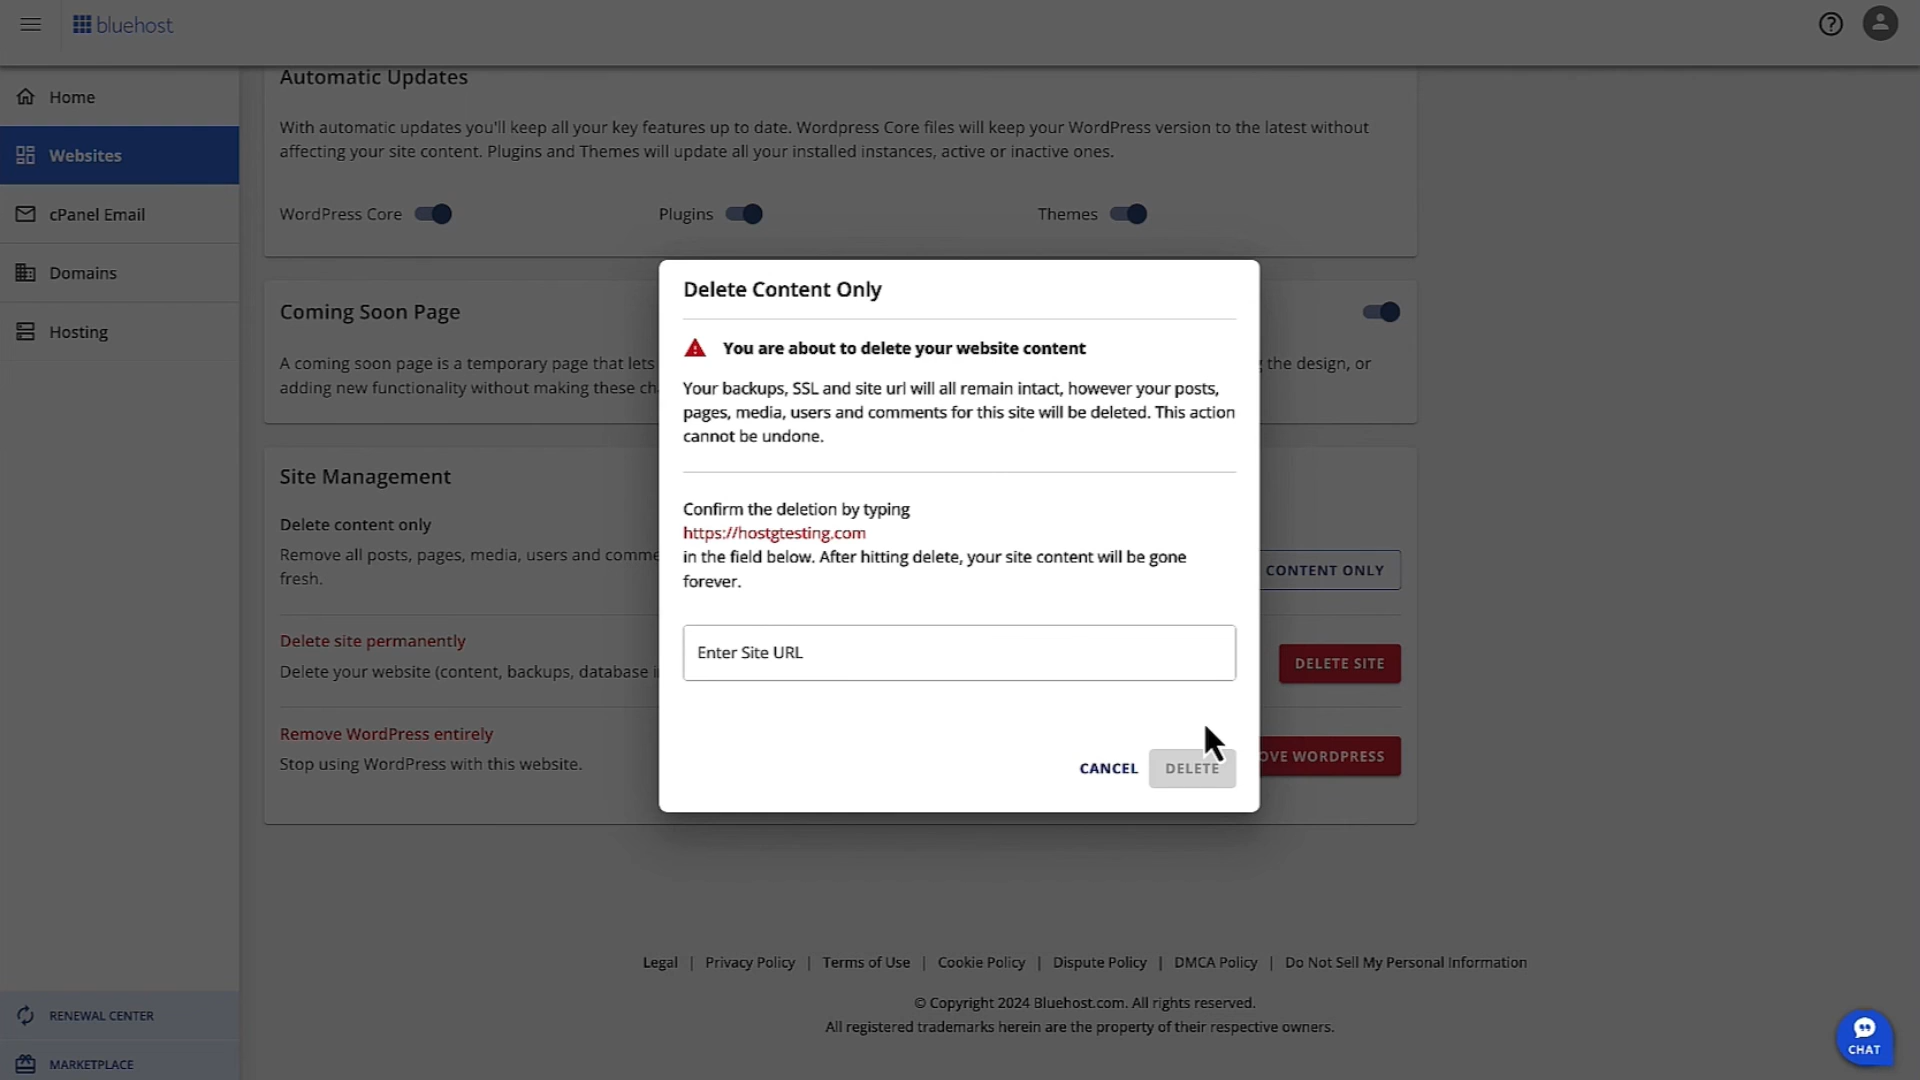 bluehost
Home
Websites
cPanel Email
Domains
Hosting
RENEWAL CENTER
MARKETPLACE
Automatic Updates
With automatic updates you'll keep all your key features up to date. Wordpress Core files will keep your WordPress version to the latest without
affecting your site content. Plugins and Themes will update all your installed instances, active or inactive ones.
WordPress Core
Plugins
Themes
Coming Soon Page
A coming soon page is a temporary page that lets
the design, or
adding new functionality without making these
Site Management
Delete content only
Remove all posts, pages, media, users and
fresh.
CONTENT ONLY
Delete site permanently
Delete your website (content, backups, database
DELETE SITE
Remove WordPress entirely
Stop using WordPress with this website.
WORDPRESS
Delete Content Only
You are about to delete your website content
Your backups, SSL and site url will all remain intact, however your posts,
pages, media, users and comments for this site will be deleted. This action
cannot be undone.
Confirm the deletion by typing
https://hostgtesting.com
in the field below. After hitting delete, your site content will be gone
forever.
Enter Site URL
CANCEL
DELETE
Legal | Privacy Policy | Terms of Use | Cookie Policy | Dispute Policy | DMCA Policy | Do Not Sell My Personal Information
© Copyright 2024 Bluehost.com. All rights reserved.
All registered trademarks herein are the property of their respective owners.
CHAT